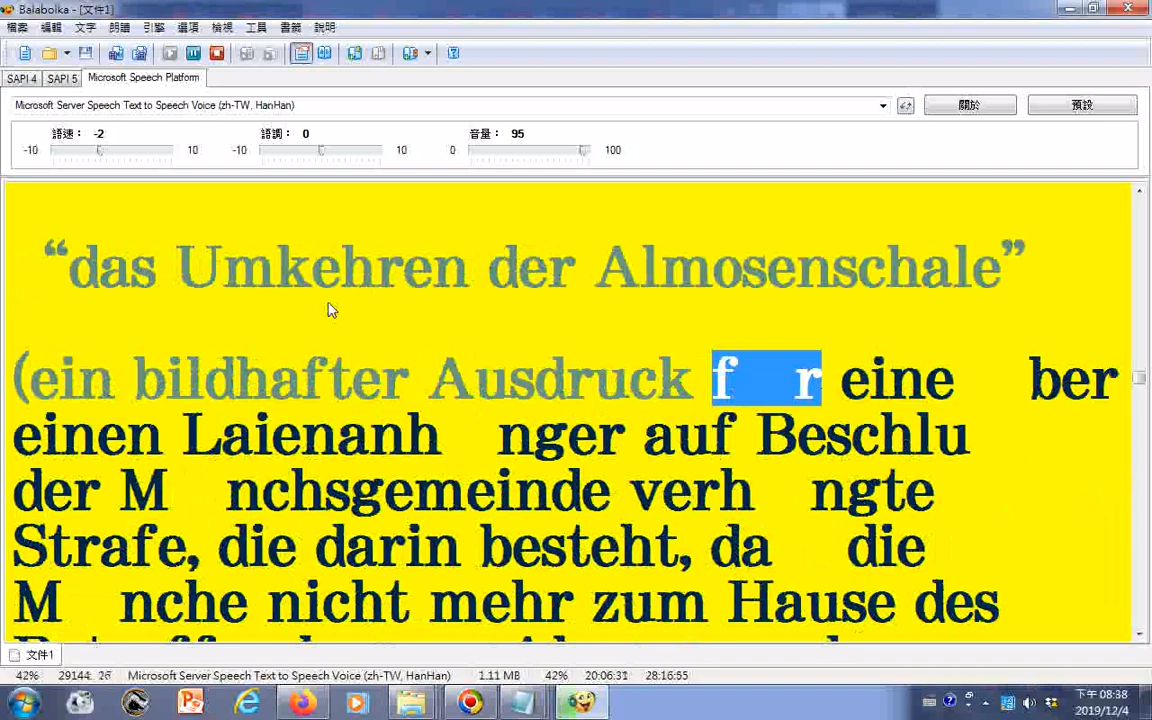 Balabolka - [文件1]
檔案 編輯 文字 朗讀 引擎 選項 檢視 工具 書籤 說明
SAPI 4 SAPI 5 Microsoft Speech Platform
Microsoft Server Speech Text to Speech Voice (zh-TW, HanHan) 關於 預設
語速： -2 語調： 0 音量： 95
-10 10 -10 10 0 100
“das Umkehren der Almosenschale”
(ein bildhafter Ausdruck f r eine ber
einen Laienanh nger auf Beschlu
der M nchsgemeinde verh ngte
Strafe, die darin besteht, da die
M nche nicht mehr zum Hause des
文件1
42% 29144: 26 Microsoft Server Speech Text to Speech Voice (zh-TW, HanHan) 1.11 MB 42% 20:06:31 28:16:55
下午 08:38
2019/12/4